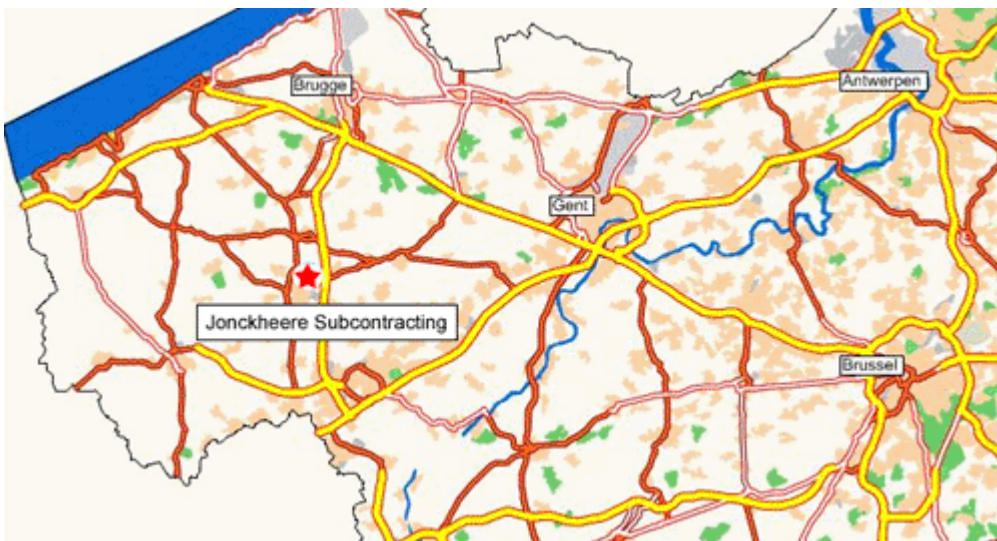 Brugge
Antwerpen
Gent
Jonckheere Subcontracting
Brussel